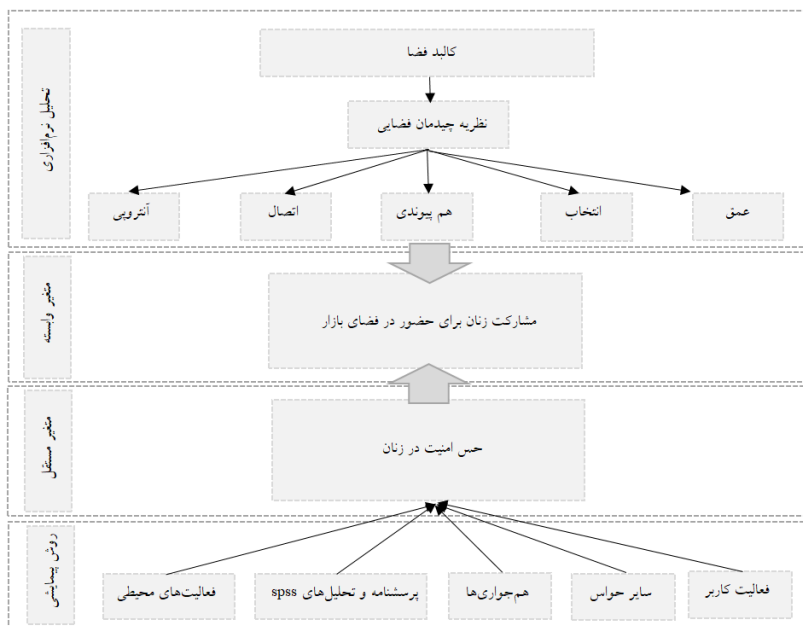 تحلیل نرم‌افزاری
کالبد فضا
نظریه چیدمان فضایی
عمق
انتخاب
هم پیوندی
اتصال
آنتروپی
متغیر وابسته
مشارکت زنان برای حضور در فضای بازار
متغیر مستقل
حس امنیت در زنان
روش پیمایشی
فعالیت کاربر
سایر حواس
هم‌جواری‌ها
پرسشنامه و تحلیل‌های spss
فعالیت‌های محیطی